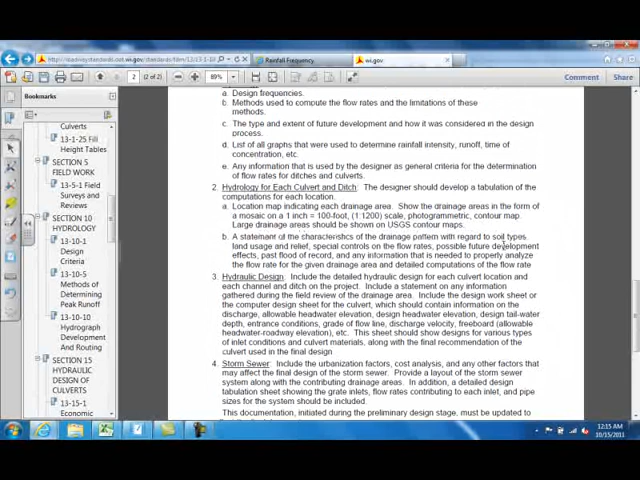 Rainfall Frequency
wi.gov
2
(2 of 2)
89%
Comment
Share
Bookmarks
Culverts
13-1-25 Fill
Height Tables
SECTION 5
FIELD WORK
13-5-1 Field
Surveys and
Reviews
SECTION 10
HYDROLOGY
13-10-1
Design
Criteria
13-10-5
Methods of
Determining
Peak Runoff
13-10-10
Hydrograph
Development
And Routing
SECTION 15
HYDRAULIC
DESIGN OF
CULVERTS
13-15-1
Economic
a. Design frequencies.
b. Methods used to compute the flow rates and the limitations of these
methods.
c. The type and extent of future development and how it was considered in the design
process.
d. List of all graphs that were used to determine rainfall intensity, runoff, time of
concentration, etc.
e. Any information that is used by the designer as general criteria for the determination
of flow rates for ditches and culverts.
2. Hydrology for Each Culvert and Ditch: The designer should develop a tabulation of the
computations for each location.
a. Location map indicating each drainage area. Show the drainage areas in the form of
a mosaic on a 1 inch = 100-foot, (1:1200) scale, photogrammetric, contour map.
Large drainage areas should be shown on USGS contour maps.
b. A statement of the characteristics of the drainage pattern with regard to soil types
land usage and relief, special controls on the flow rates, possible future development
effects, past flood of record, and any information that is needed to properly analyze
the flow rate for the given drainage area and detailed computations of the flow rate
3. Hydraulic Design: Include the detailed hydraulic design for each culvert location and
each channel and ditch on the project. Include a statement on any information
gathered during the field review of the drainage area. Include the design work sheet or
the computer design sheet for the culvert, which should contain information on the
discharge, allowable headwater elevation, design headwater elevation, design tail-water
depth, entrance conditions, grade of flow line, discharge velocity, freeboard (allowable
headwater-roadway elevation), etc. This sheet should show designs for various types
of inlet conditions and culvert materials, along with the final recommendation of the
culvert used in the final design
4. Storm Sewer: Include the urbanization factors, cost analysis, and any other factors that
may affect the final design of the storm sewer. Provide a layout of the storm sewer
system along with the contributing drainage areas. In addition, a detailed design
tabulation sheet showing the grate inlets, flow rates contributing to each inlet, and pipe
sizes for the system should be included.
This documentation, initiated during the preliminary design stage, must be updated to
12:15 AM
10/15/2011